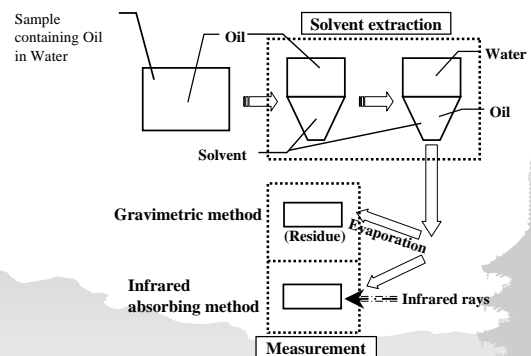 Sample
containing Oil
in Water
Solvent extraction
Oil
Water
Oil
Solvent
Gravimetric method
(Residue)
Evaporation
Infrared
absorbing method
Infrared rays
Measurement